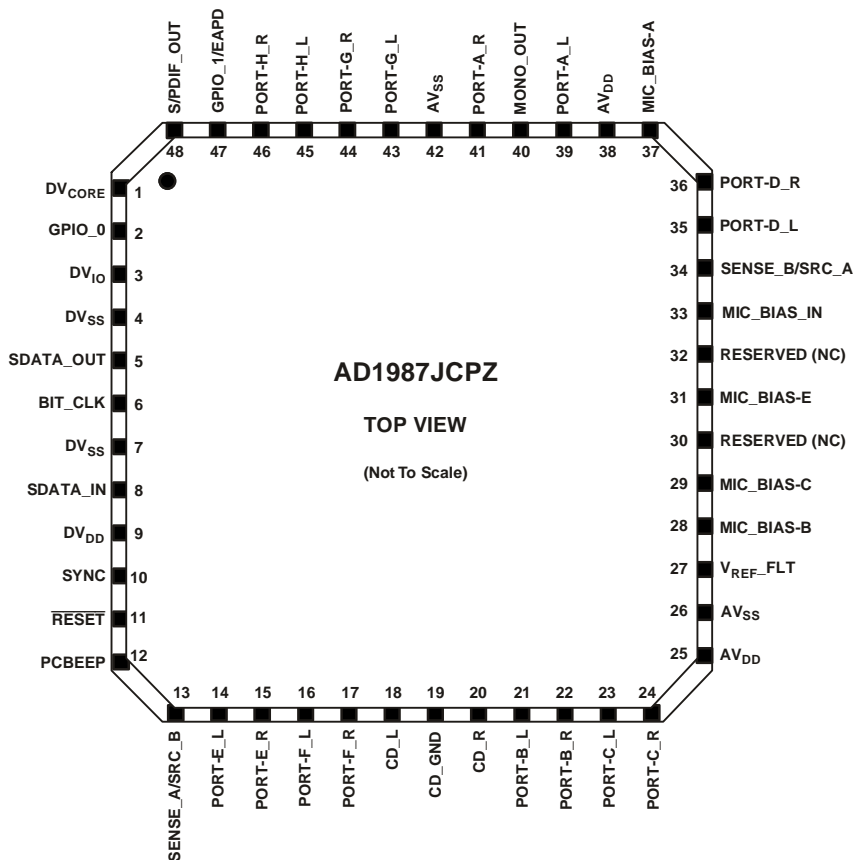 S/PDIF_OUT
GPIO_1/EAPD
PORT-H_R
PORT-H_L
PORT-G_R
PORT-G_L
AVSS
PORT-A_R
MONO_OUT
PORT-A_L
AVDD
MIC_BIAS-A
48 47 46 45 44 43 42 41 40 39 38 37
DVCORE 1
GPIO_0 2
DVIO 3
DVSS 4
SDATA_OUT 5
BIT_CLK 6
DVSS 7
SDATA_IN 8
DVDD 9
SYNC 10
RESET 11
PCBEEP 12
AD1987JCPZ
TOP VIEW
(Not To Scale)
36 PORT-D_R
35 PORT-D_L
34 SENSE_B/SRC_A
33 MIC_BIAS_IN
32 RESERVED (NC)
31 MIC_BIAS-E
30 RESERVED (NC)
29 MIC_BIAS-C
28 MIC_BIAS-B
27 VREF_FLT
26 AVSS
25 AVDD
13 14 15 16 17 18 19 20 21 22 23 24
SENSE_A/SRC_B
PORT-E_L
PORT-E_R
PORT-F_L
PORT-F_R
CD_L
CD_GND
CD_R
PORT-B_L
PORT-B_R
PORT-C_L
PORT-C_R